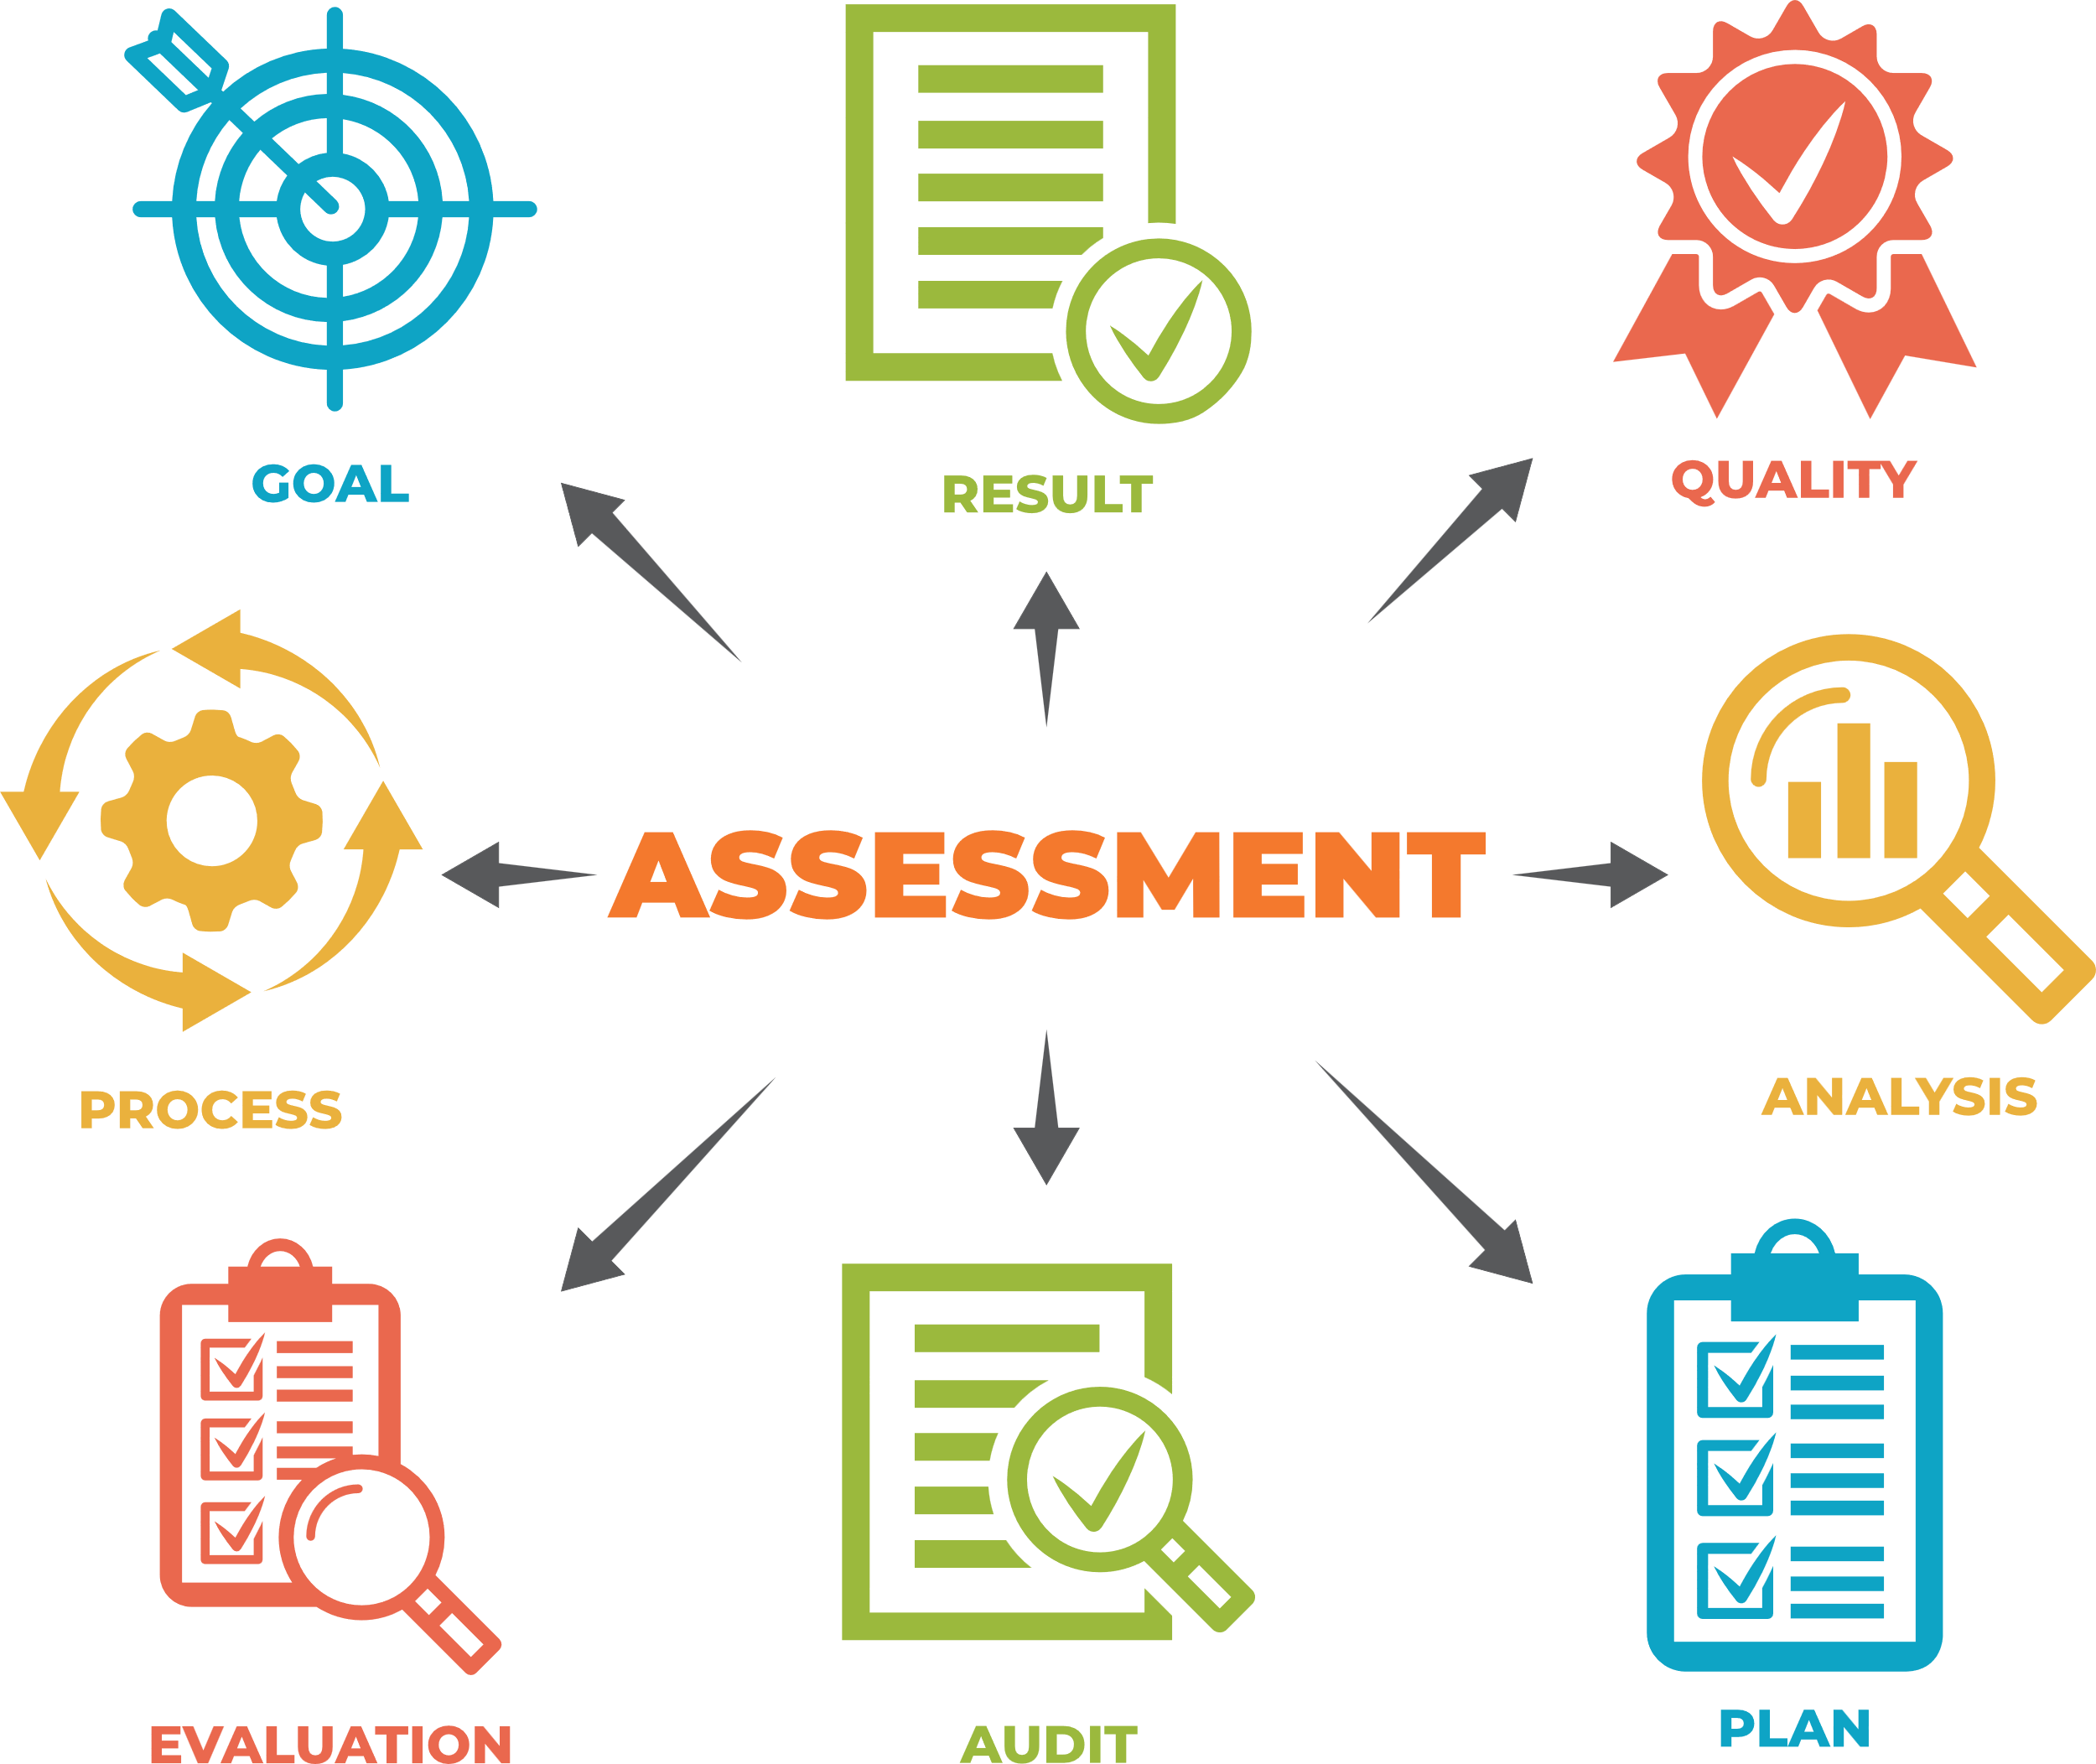 GOAL
RESULT
QUALITY
ASSESSMENT
PROCESS
ANALYSIS
EVALUATION
AUDIT
PLAN